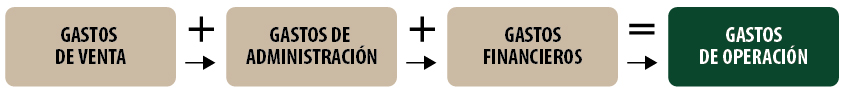 GASTOS
DE VENTA
+
GASTOS DE
ADMINISTRACIÓN
+
GASTOS
FINANCIEROS
=
GASTOS
DE OPERACIÓN